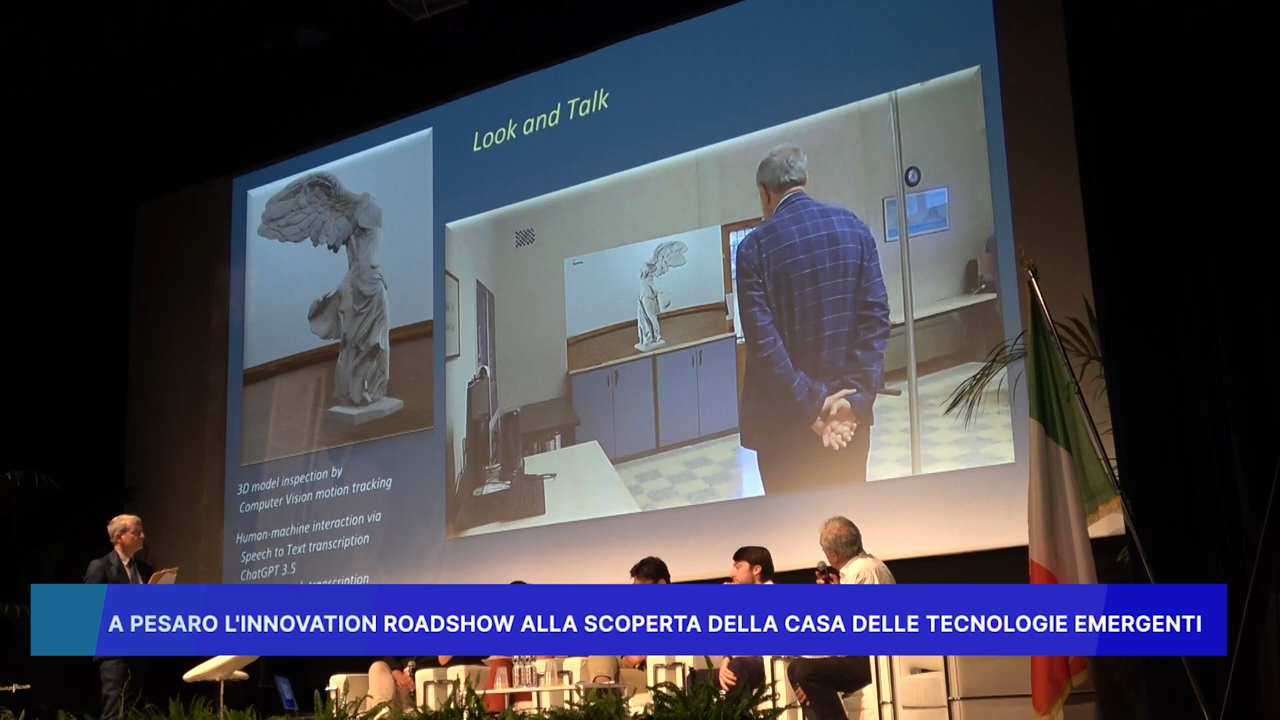 Look and Talk
3D model inspection by
Computer Vision motion tracking
Human-machine interaction via
Speech to Text transcription
ChatGPT 3.5
transcription
A PESARO L'INNOVATION ROADSHOW ALLA SCOPERTA DELLA CASA DELLE TECNOLOGIE EMERGENTI